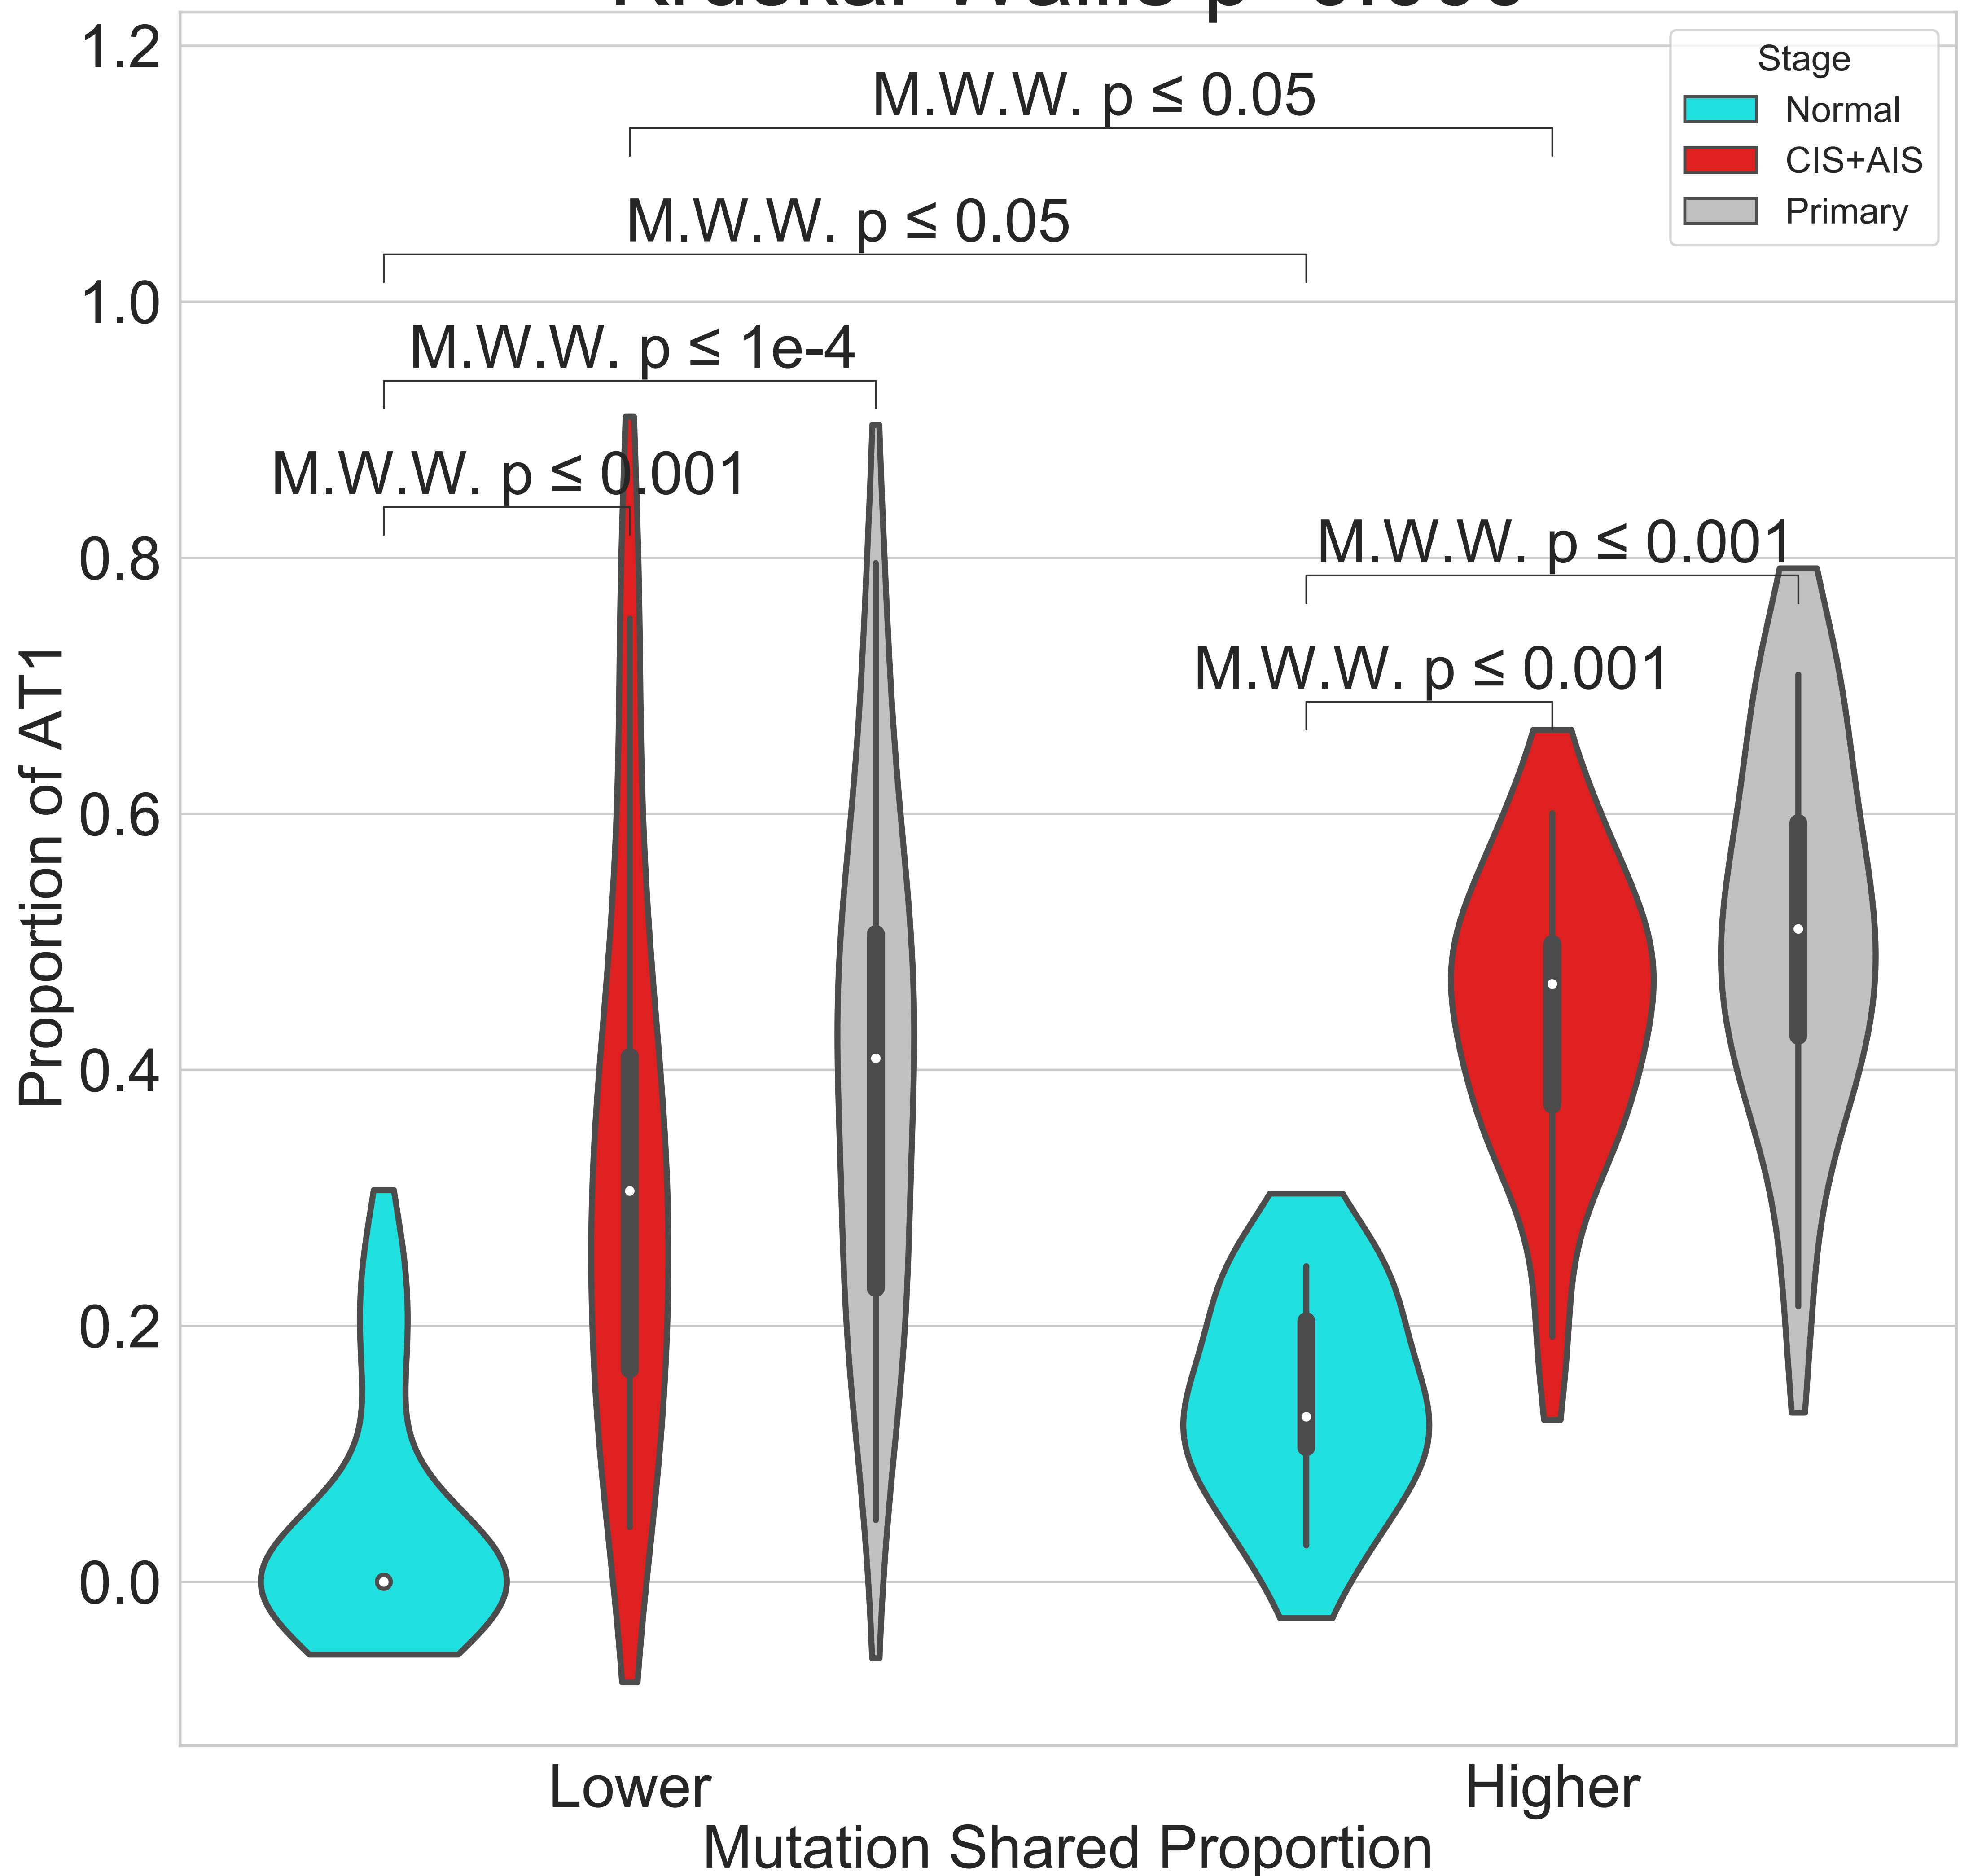 1.2
1.0
0.8
0.6
0.4
0.2
0.0
Proportion of AT1
M.W.W. p ≤ 0.05
M.W.W. p ≤ 0.05
M.W.W. p ≤ 1e-4
M.W.W. p ≤ 0.001
M.W.W. p ≤ 0.001
M.W.W. p ≤ 0.001
Stage
Normal
CIS+AIS
Primary
Lower
Higher
Mutation Shared Proportion